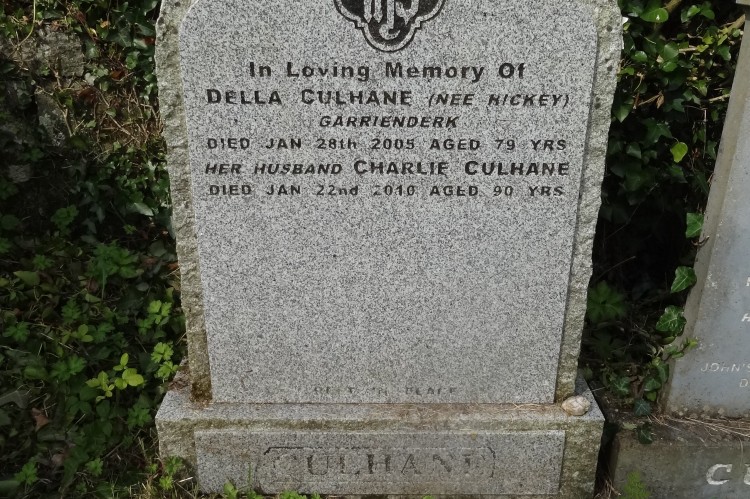 In Loving Memory Of
DELLA CULHANE (NEE HICKEY)
GARRIENDERK
DIED JAN 28th 2005 AGED 79 YRS
HER HUSBAND CHARLIE CULHANE
DIED JAN 22nd 2010 AGED 90 YRS
REST IN PEACE
CULHANE